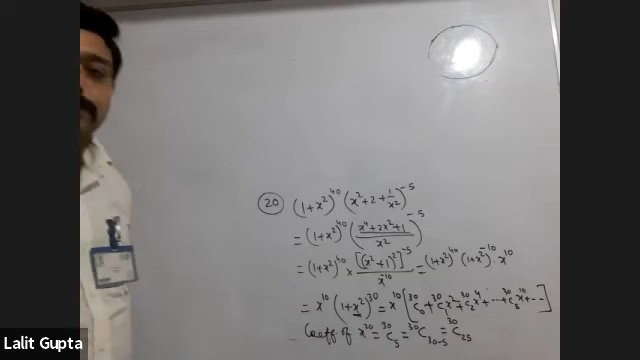 (20) (1+x²)⁴⁰ (x²+2+1/x²)⁻⁵
= (1+x²)⁴⁰ ((x⁴+2x²+1)/x²)⁻⁵
= (1+x²)⁴⁰ × [(x²+1)²]⁻⁵/x⁻¹⁰ = (1+x²)⁴⁰ (1+x²)⁻¹⁰ · x¹⁰
= x¹⁰ (1+x²)³⁰ = x¹⁰ [³⁰C₀ + ³⁰C₁x² + ³⁰C₂x⁴ + ... + ³⁰C₅x¹⁰ + ...]
Coeff of x²⁰ = ³⁰C₅ = ³⁰C₃₀₋₅ = ³⁰C₂₅
Lalit Gupta